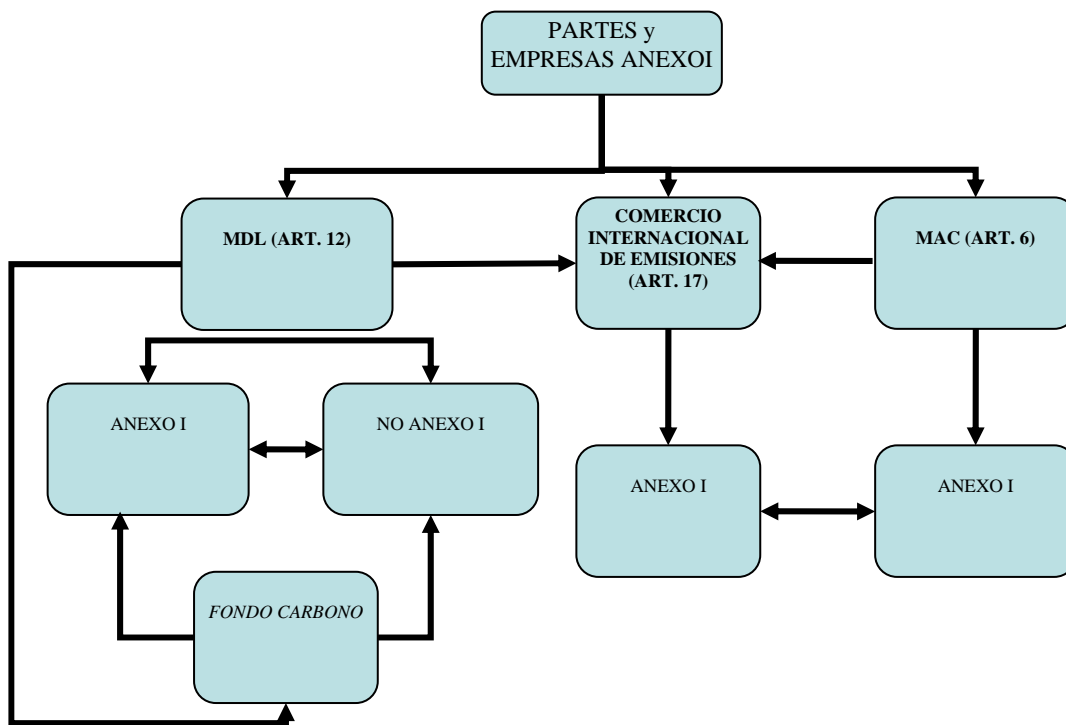 PARTES y
EMPRESAS ANEXOI
MDL (ART. 12)
COMERCIO
INTERNACIONAL
DE EMISIONES
(ART. 17)
MAC (ART. 6)
ANEXO I
NO ANEXO I
ANEXO I
ANEXO I
FONDO CARBONO